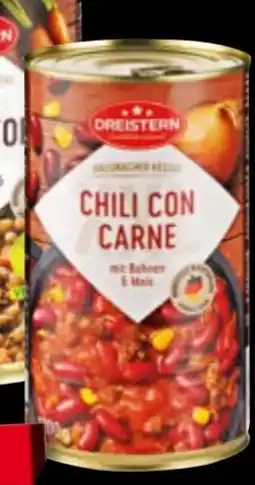 DREISTERN
CHILI CON
CARNE
mit Bohnen
& Mais